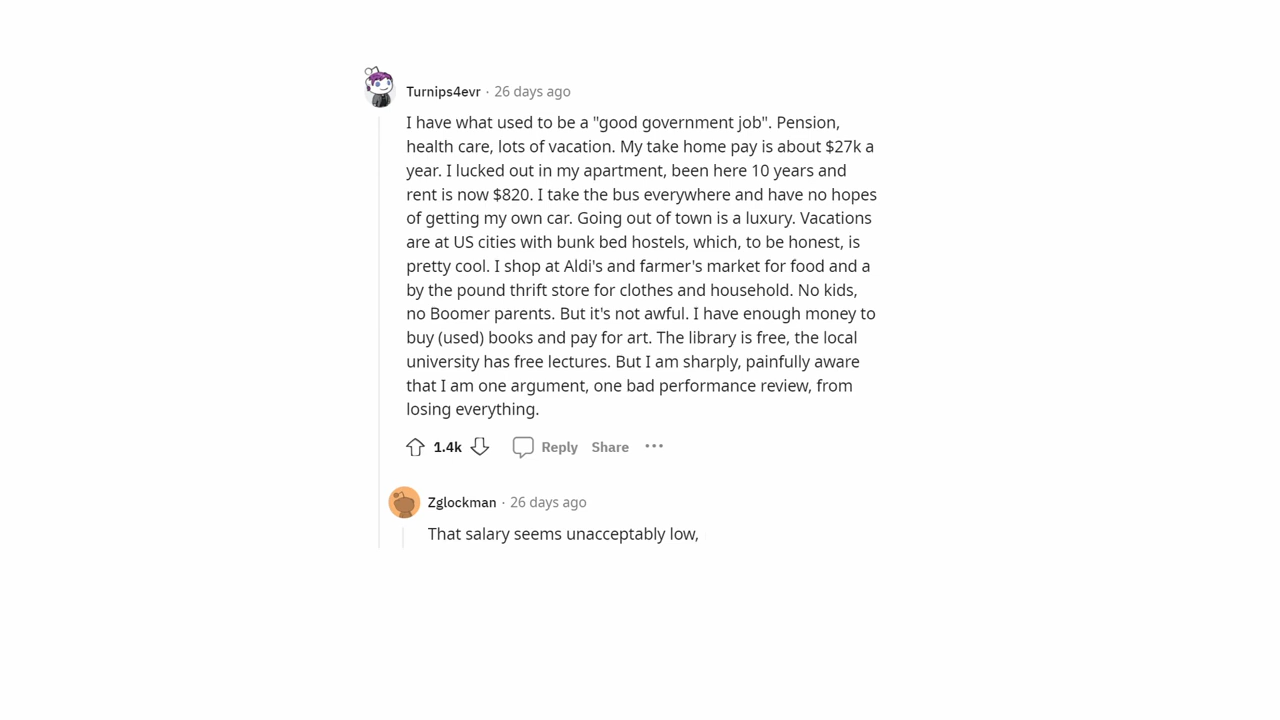 Turnips4evr · 26 days ago
I have what used to be a "good government job". Pension,
health care, lots of vacation. My take home pay is about $27k a
year. I lucked out in my apartment, been here 10 years and
rent is now $820. I take the bus everywhere and have no hopes
of getting my own car. Going out of town is a luxury. Vacations
are at US cities with bunk bed hostels, which, to be honest, is
pretty cool. I shop at Aldi's and farmer's market for food and a
by the pound thrift store for clothes and household. No kids,
no Boomer parents. But it's not awful. I have enough money to
buy (used) books and pay for art. The library is free, the local
university has free lectures. But I am sharply, painfully aware
that I am one argument, one bad performance review, from
losing everything.
1.4k Reply Share ···
Zglockman · 26 days ago
That salary seems unacceptably low,